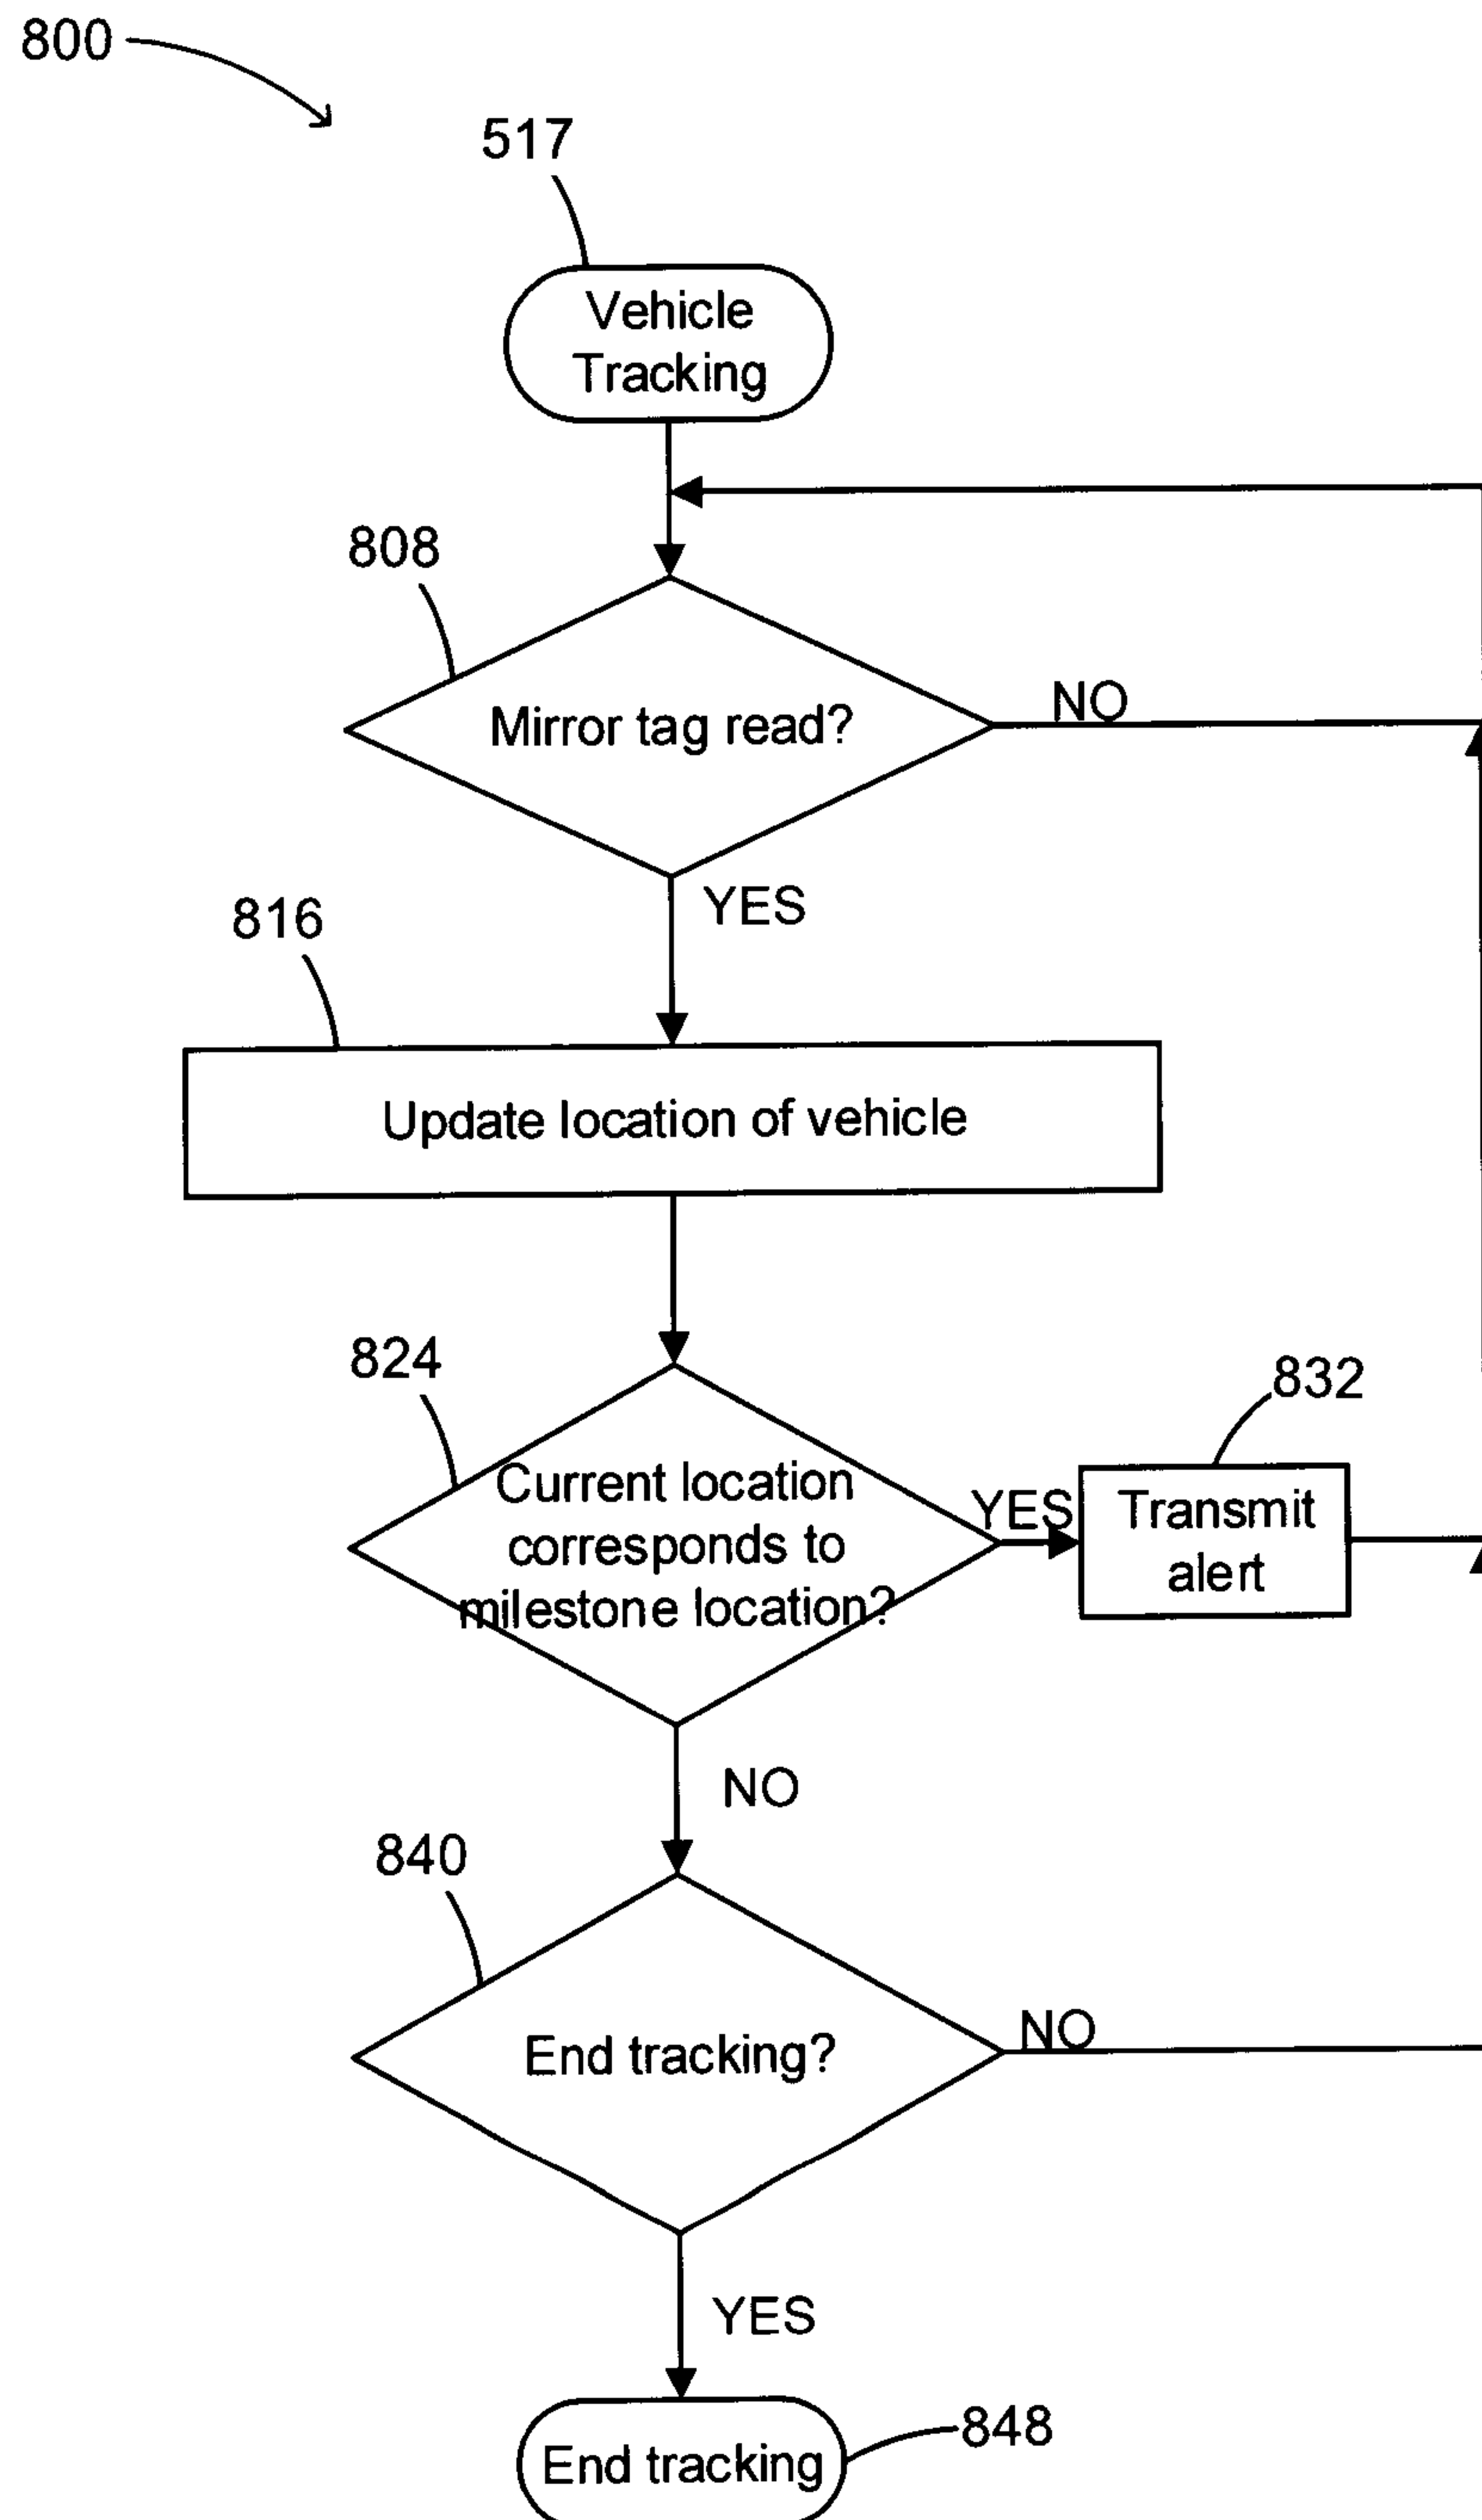 800
517
Vehicle
Tracking
808
Mirror tag read?
NO
YES
816
Update location of vehicle
824
Current location
corresponds to
milestone location?
YES
832
Transmit
alert
NO
840
End tracking?
NO
YES
End tracking
848